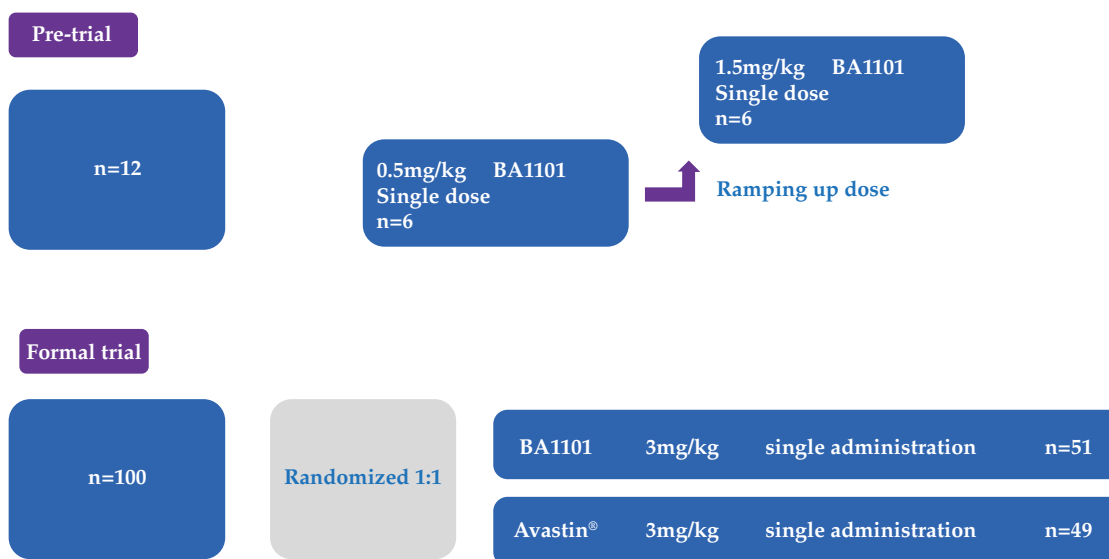 Pre-trial
n=12
0.5mg/kg BA1101
Single dose
n=6
1.5mg/kg BA1101
Single dose
n=6
Ramping up dose
Formal trial
n=100
Randomized 1:1
BA1101 3mg/kg single administration n=51
Avastin® 3mg/kg single administration n=49